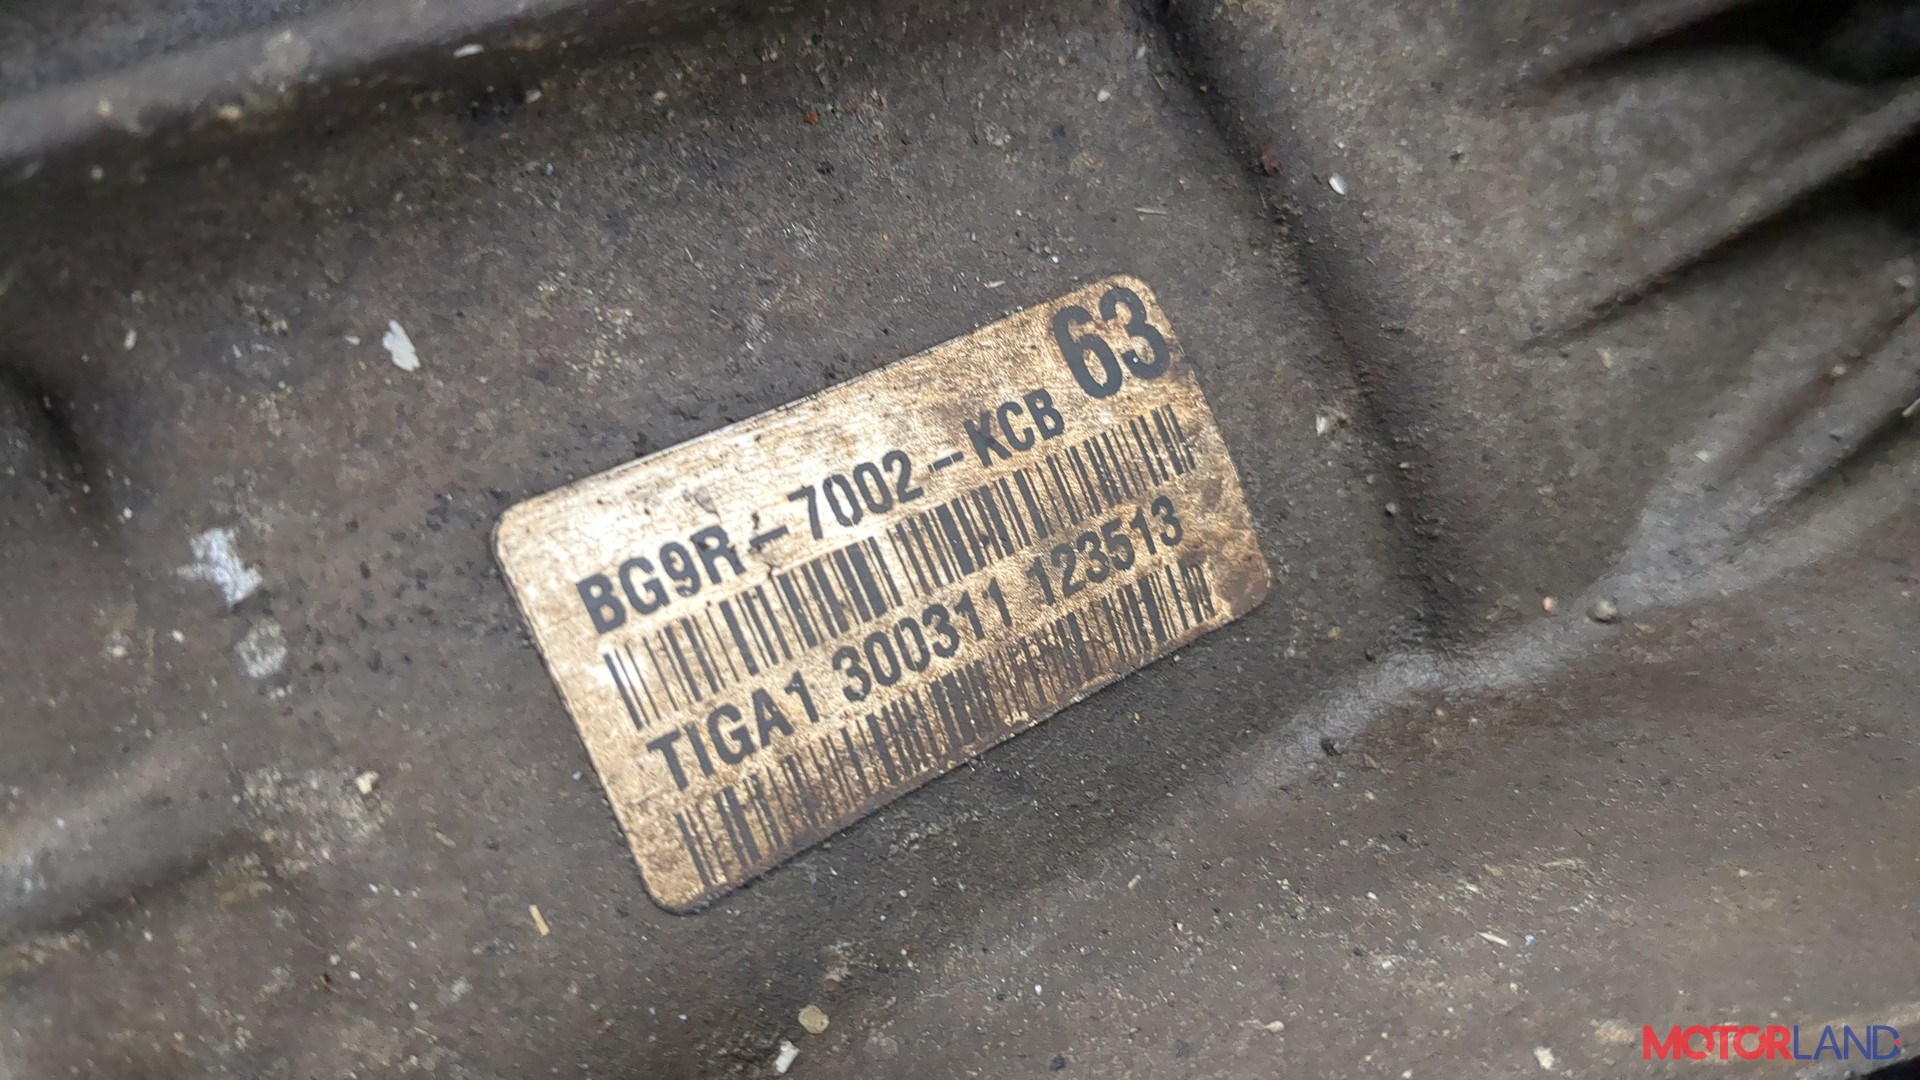 63
BG9R-7002-KCB
TIGA1 300311 123513
MOTORLAND